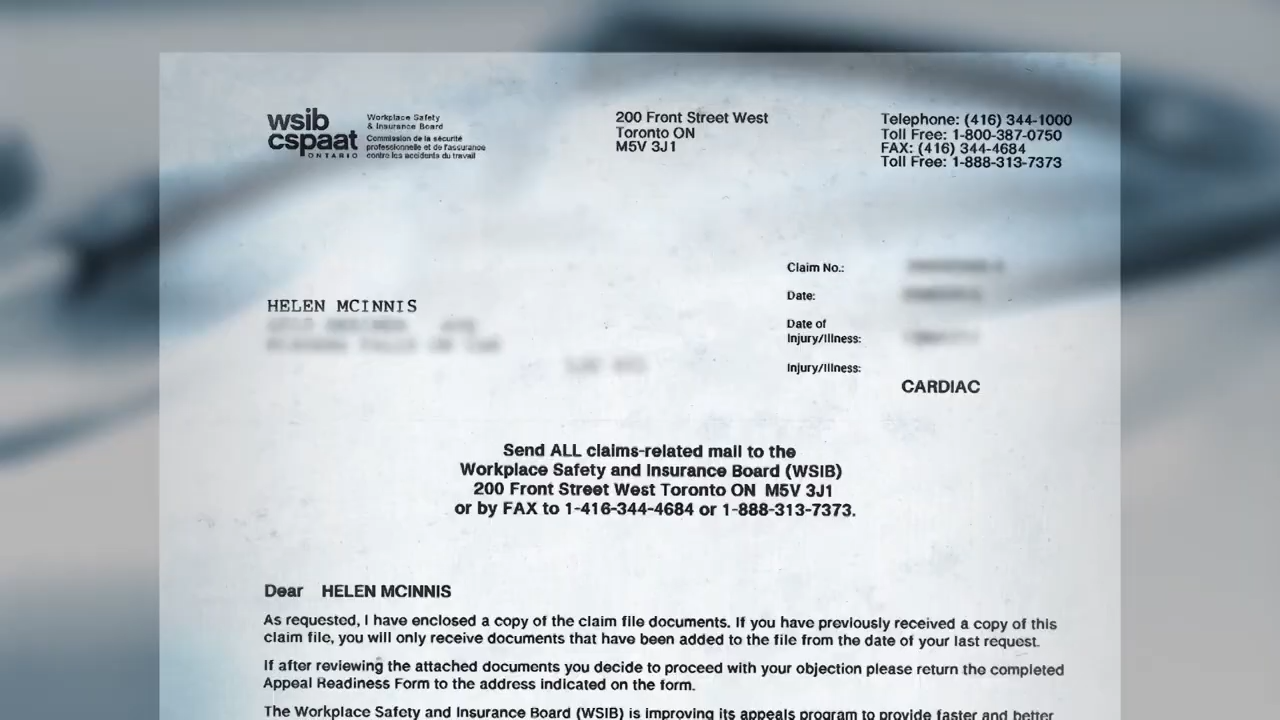 wsib
cspaat
ONTARIO
Workplace Safety
& Insurance Board
Commission de la sécurité
professionnelle et de l'assurance
contre les accidents du travail
200 Front Street West
Toronto ON
M5V 3J1
Telephone: (416) 344-1000
Toll Free: 1-800-387-0750
FAX: (416) 344-4684
Toll Free: 1-888-313-7373
HELEN MCINNIS
Claim No.:
Date:
Date of
Injury/Illness:
Injury/Illness:
CARDIAC
Send ALL claims-related mail to the
Workplace Safety and Insurance Board (WSIB)
200 Front Street West Toronto ON M5V 3J1
or by FAX to 1-416-344-4684 or 1-888-313-7373.
Dear HELEN MCINNIS
As requested, I have enclosed a copy of the claim file documents. If you have previously received a copy of this
claim file, you will only receive documents that have been added to the file from the date of your last request.
If after reviewing the attached documents you decide to proceed with your objection please return the completed
Appeal Readiness Form to the address indicated on the form.
The Workplace Safety and Insurance Board (WSIB) is improving its appeals program to provide faster and better